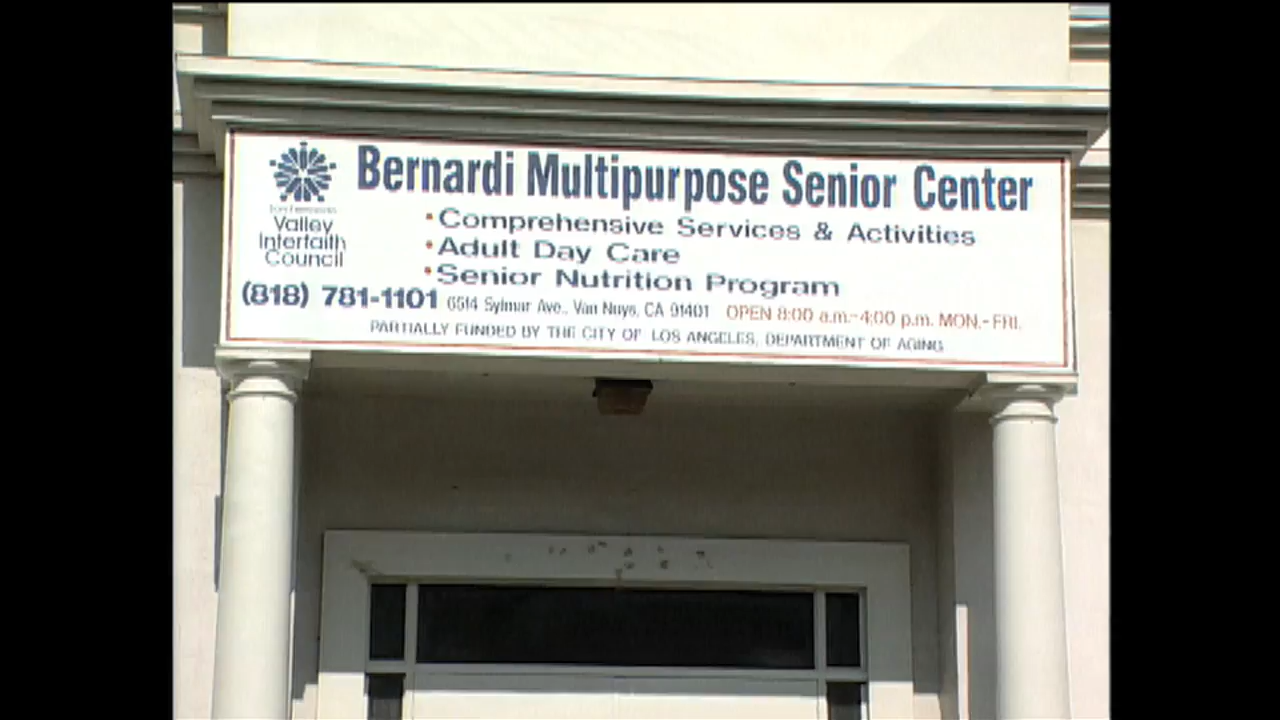 Bernardi Multipurpose Senior Center
Valley
Interfaith
Council
•Comprehensive Services & Activities
•Adult Day Care
•Senior Nutrition Program
(818) 781-1101 6514 Sylmar Ave., Van Nuys, CA 91401 OPEN 8:00 a.m.-4:00 p.m. MON.-FRI.
PARTIALLY FUNDED BY THE CITY OF LOS ANGELES, DEPARTMENT OF AGING